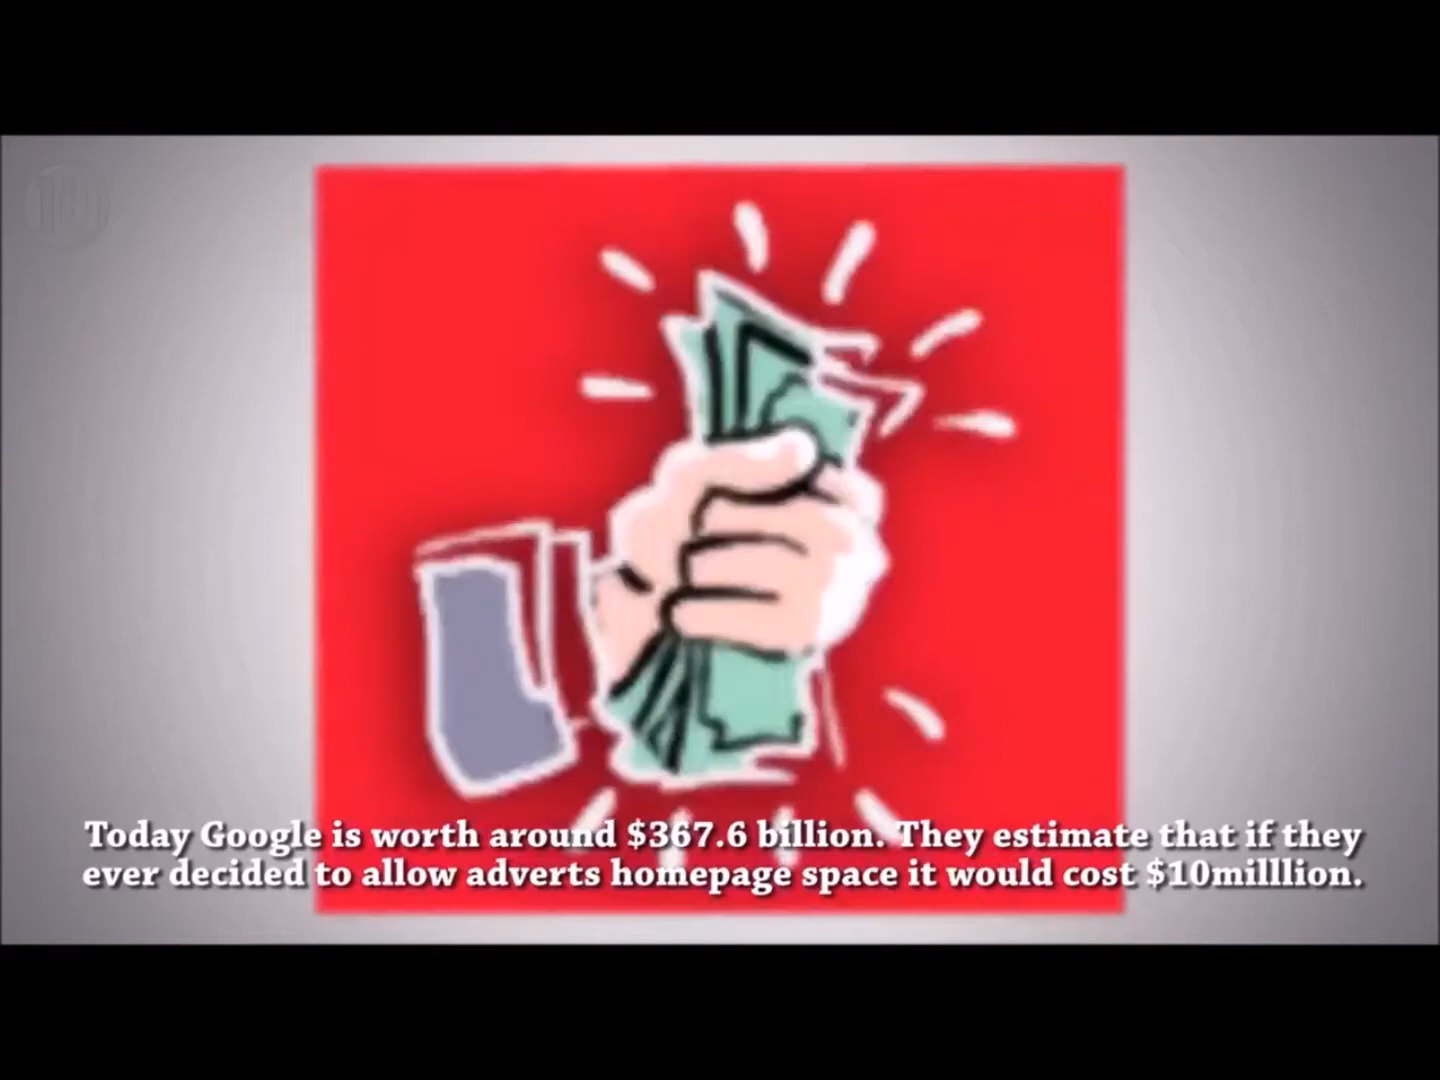 Today Google is worth around $367.6 billion. They estimate that if they
ever decided to allow adverts homepage space it would cost $10milllion.